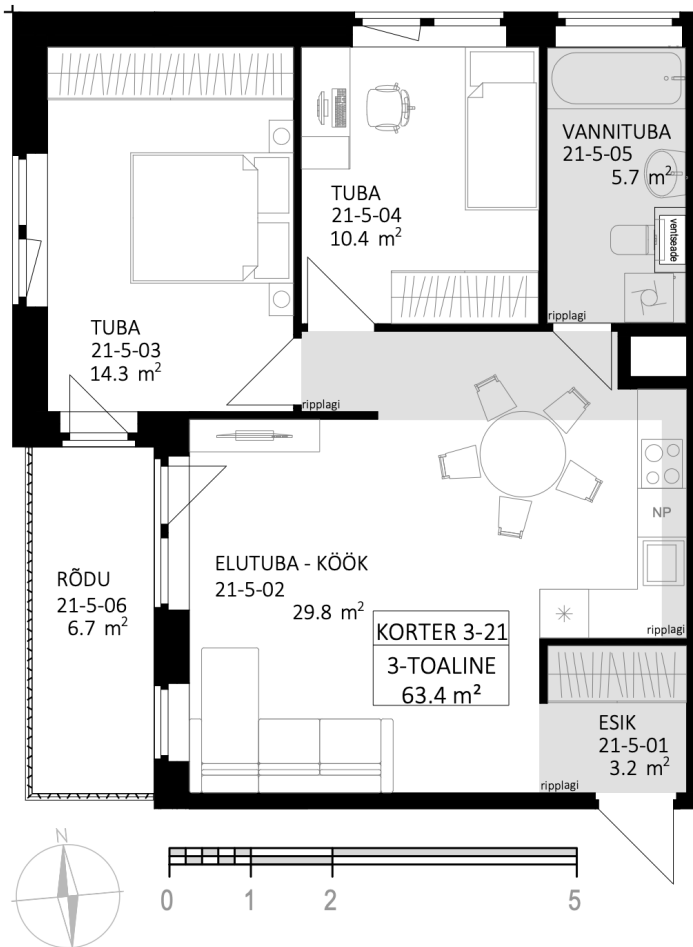 VANNITUBA
21-5-05
5.7 m²
ventseade
ripplagi
TUBA
21-5-04
10.4 m²
TUBA
21-5-03
14.3 m²
ripplagi
NP
ELUTUBA - KÖÖK
21-5-02
29.8 m²
RÕDU
21-5-06
6.7 m²
ripplagi
KORTER 3-21
3-TOALINE
63.4 m²
ESIK
21-5-01
3.2 m²
ripplagi
N
0 1 2 5